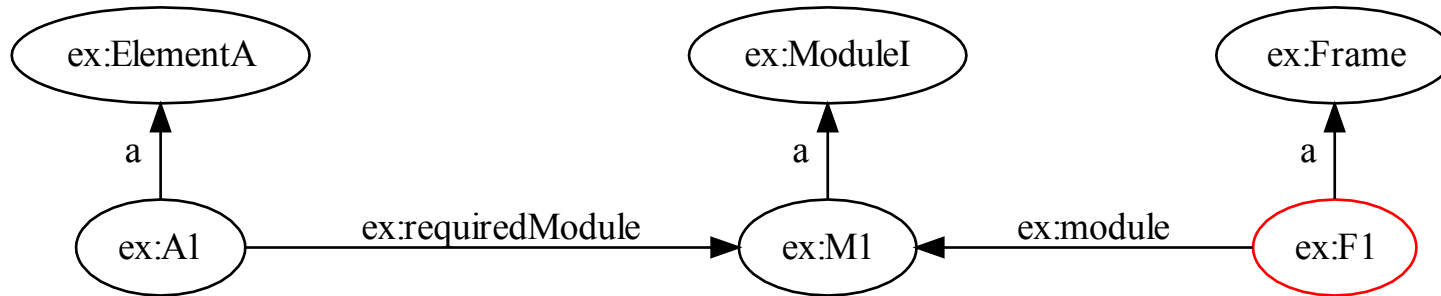 ex:ElementA
ex:ModuleI
ex:Frame
a
a
a
ex:requiredModule
ex:module
ex:A1
ex:M1
ex:F1